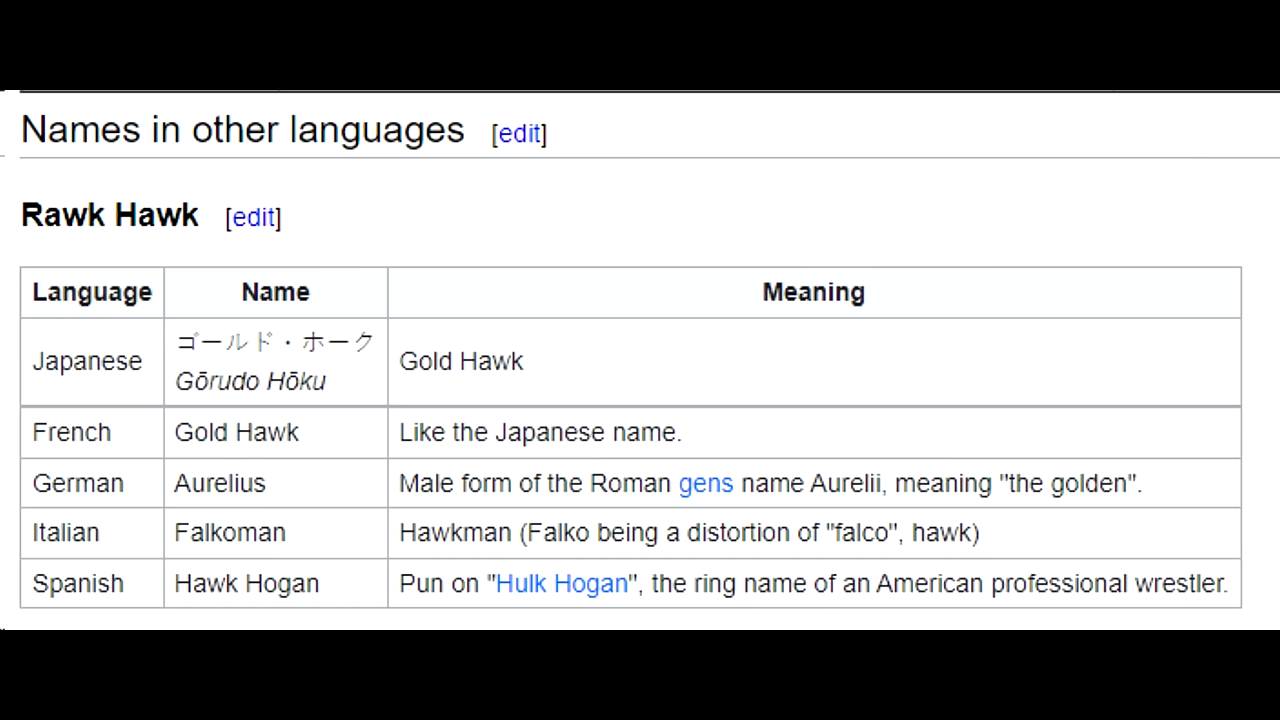 Names in other languages [edit]
Rawk Hawk [edit]
Language Name Meaning
Japanese ゴールド・ホーク Gold Hawk
Gōrudo Hōku
French Gold Hawk Like the Japanese name.
German Aurelius Male form of the Roman gens name Aurelii, meaning "the golden".
Italian Falkoman Hawkman (Falko being a distortion of "falco", hawk)
Spanish Hawk Hogan Pun on "Hulk Hogan", the ring name of an American professional wrestler.